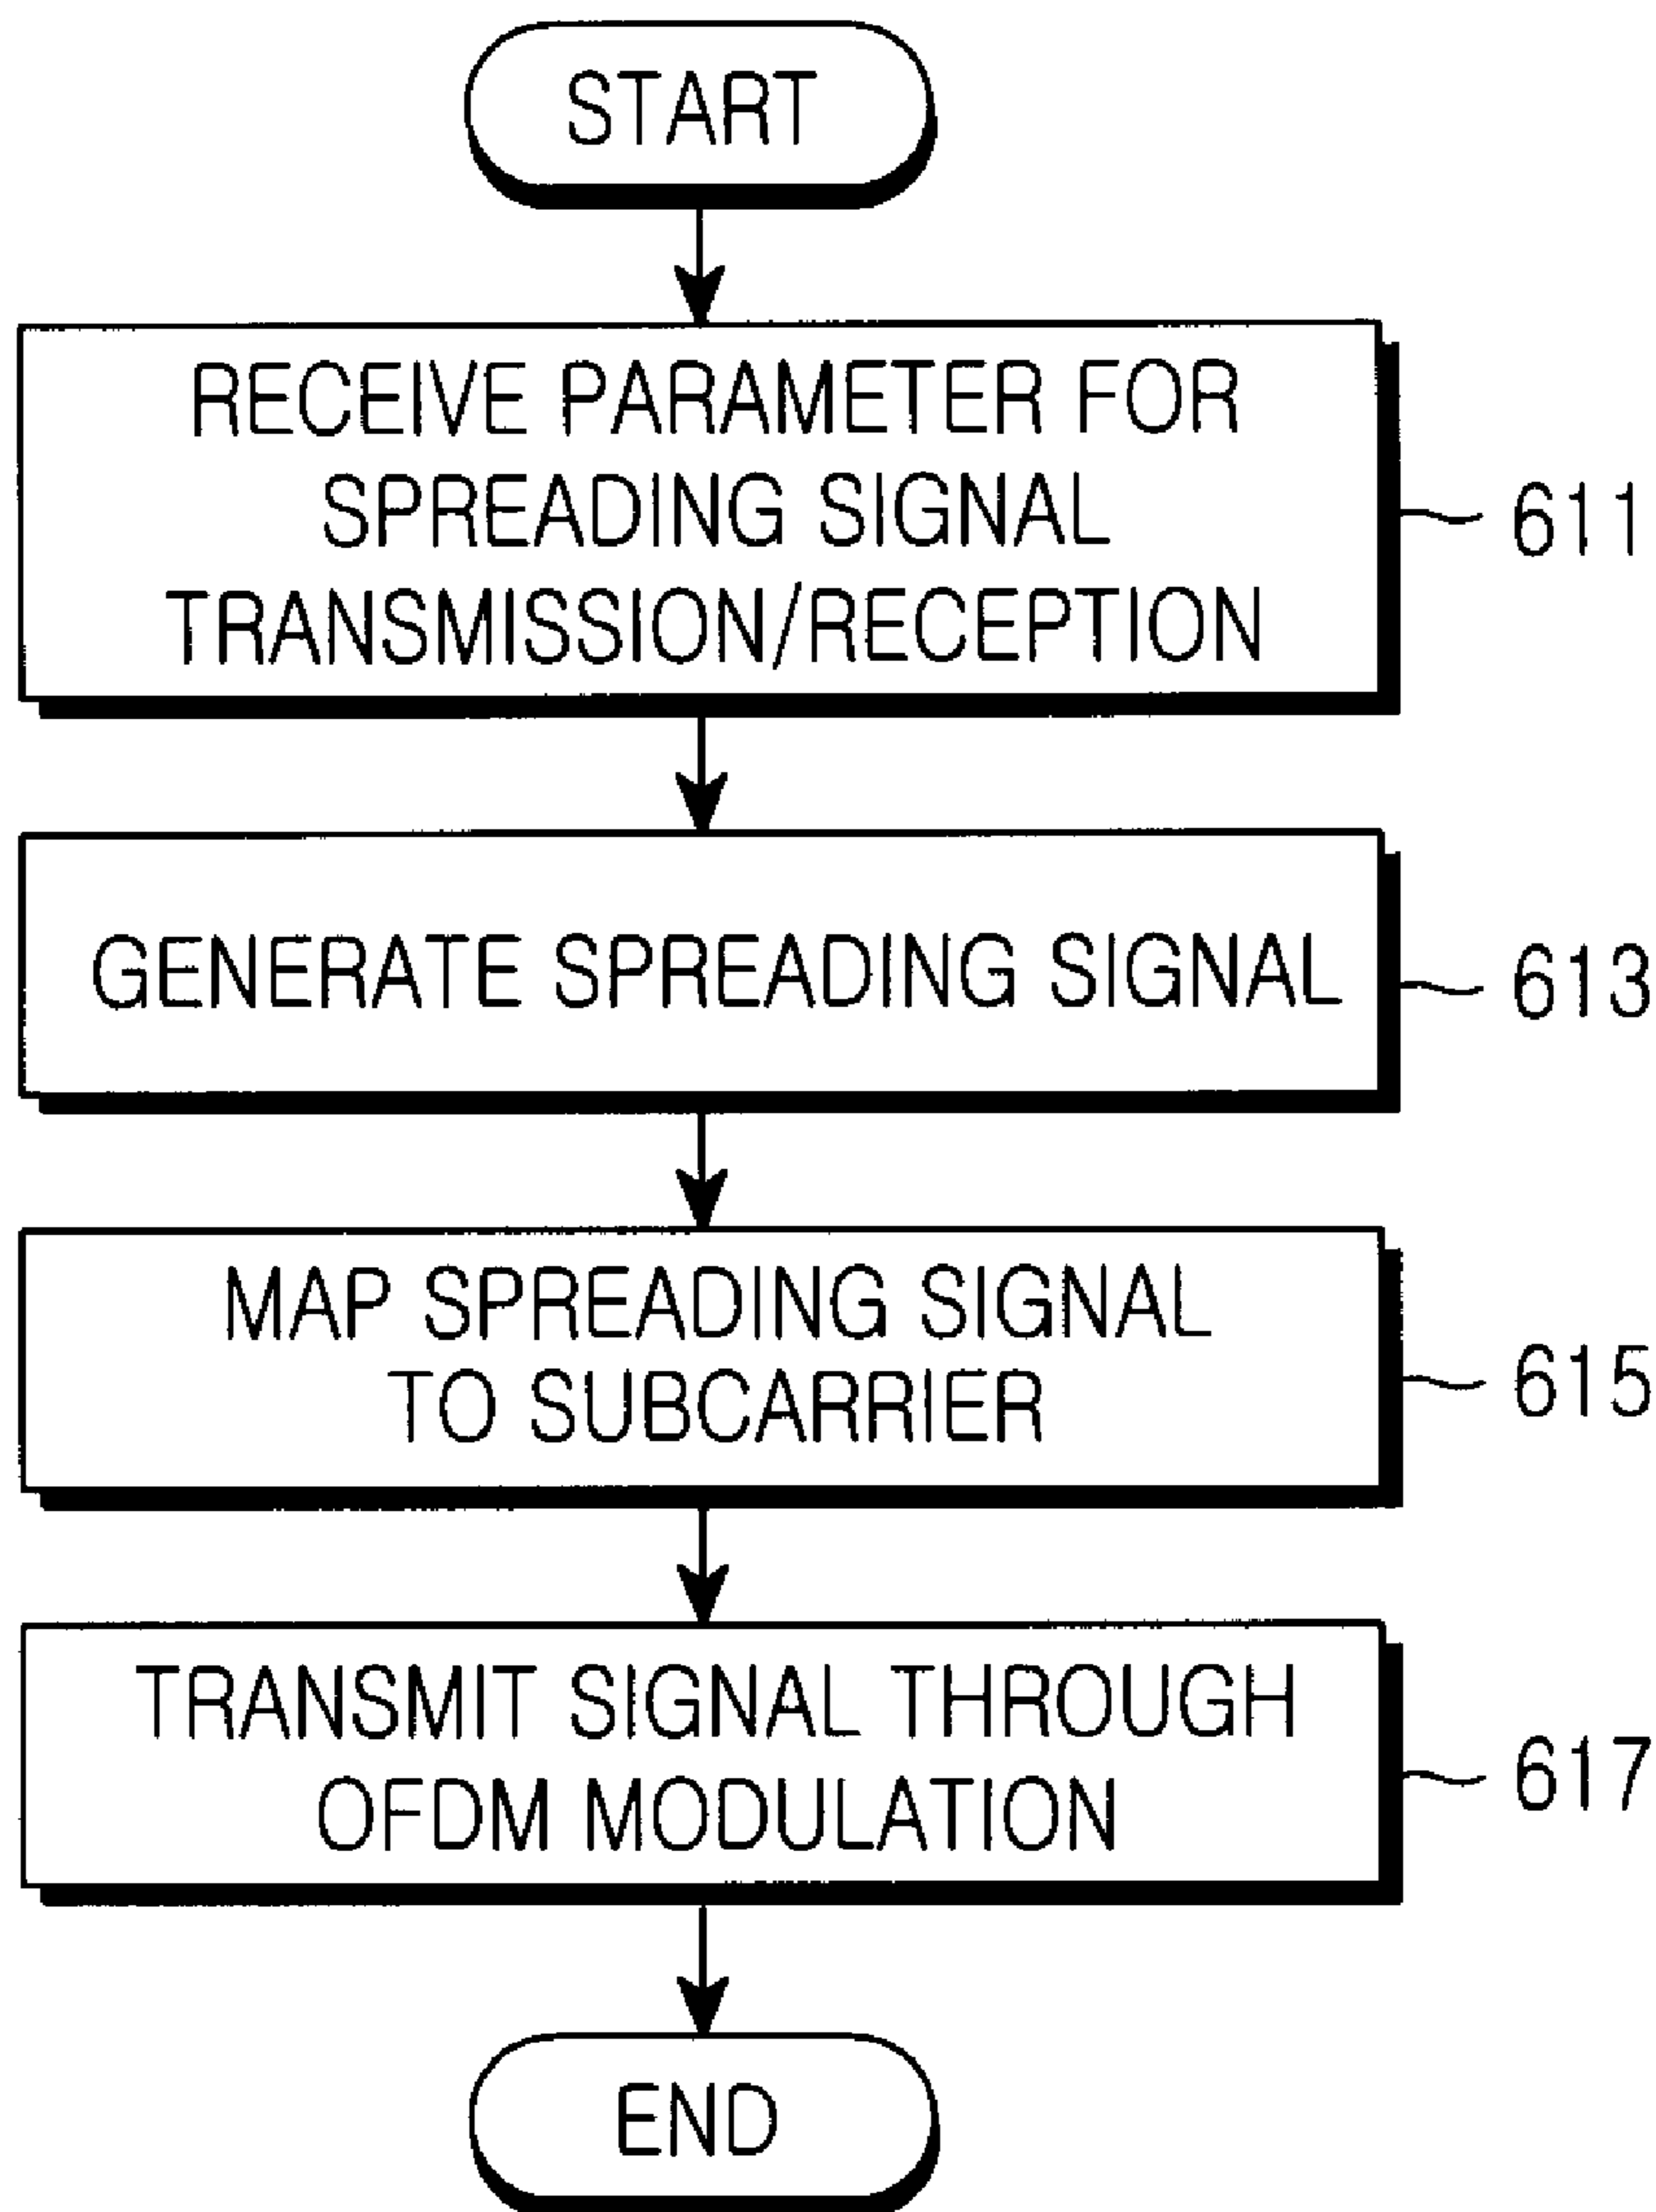 START
RECEIVE PARAMETER FOR
SPREADING SIGNAL
TRANSMISSION/RECEPTION
611
GENERATE SPREADING SIGNAL
613
MAP SPREADING SIGNAL
TO SUBCARRIER
615
TRANSMIT SIGNAL THROUGH
OFDM MODULATION
617
END